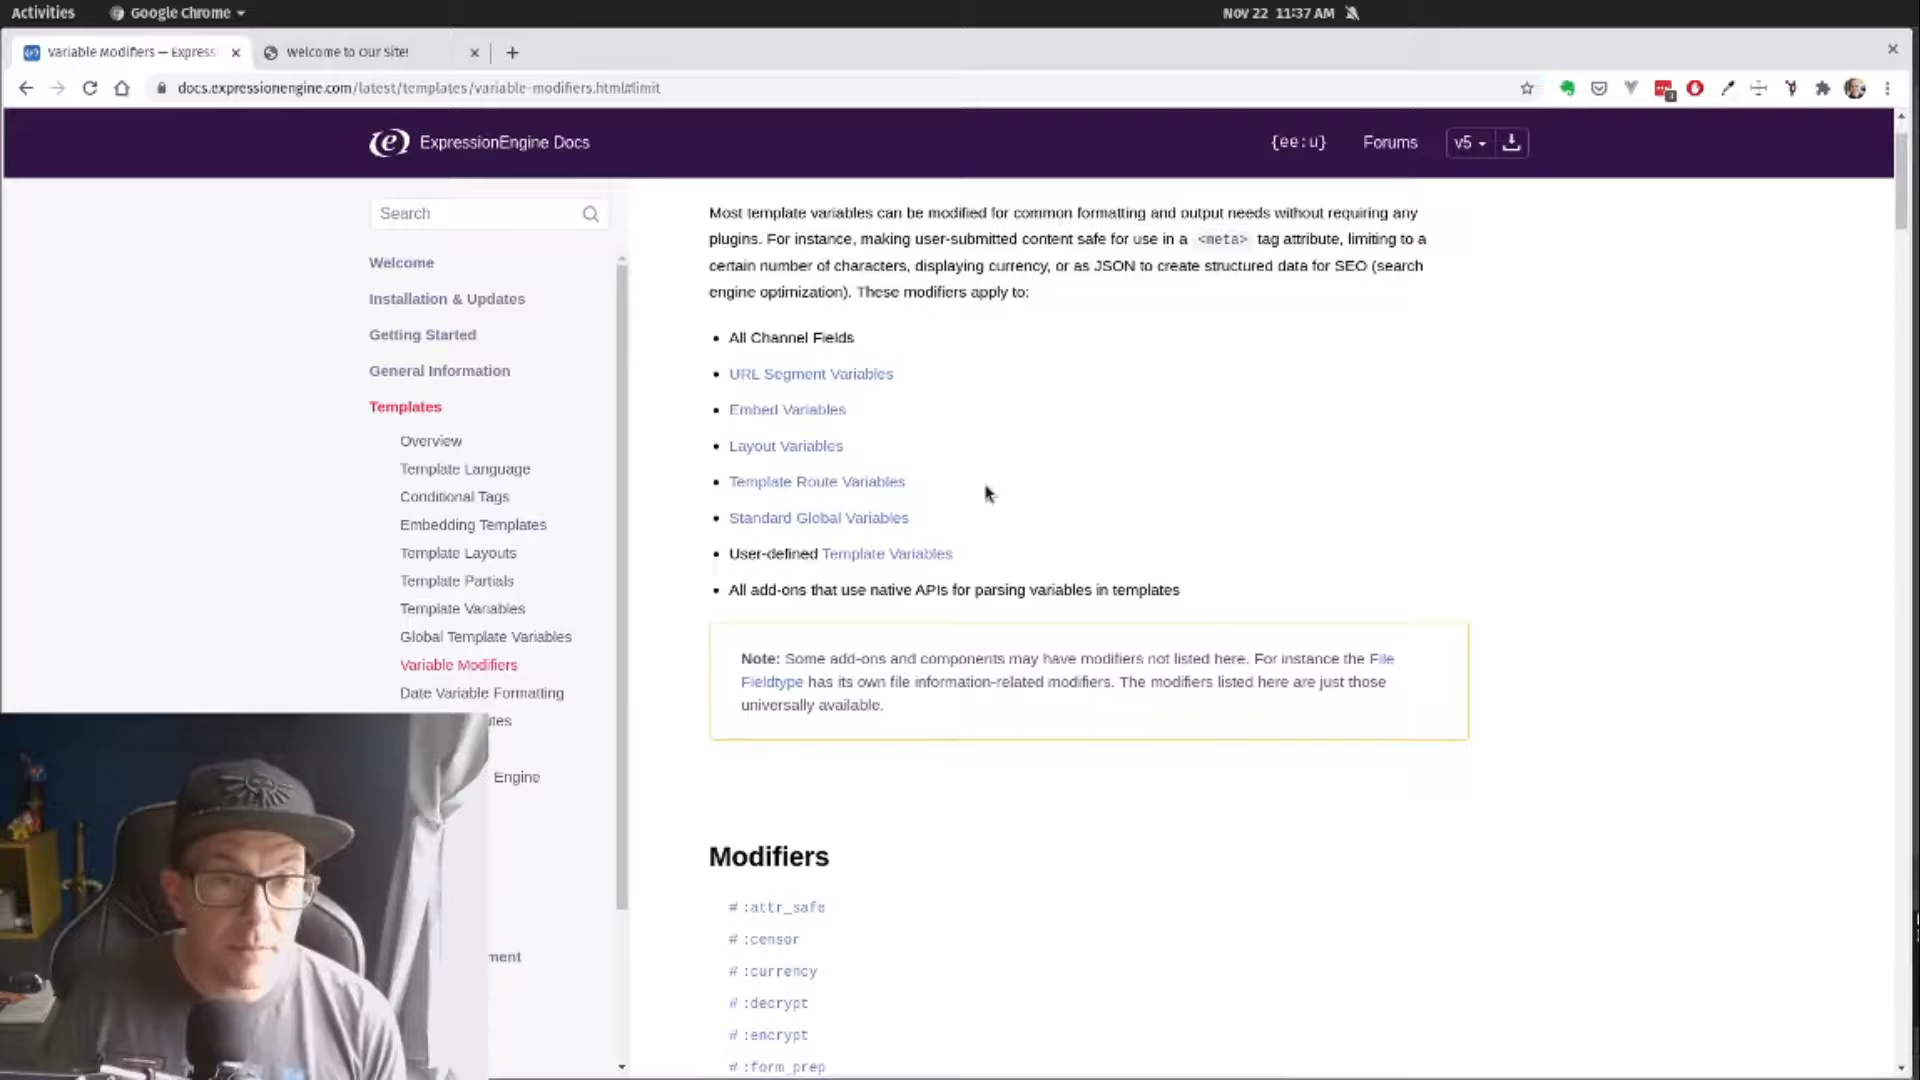 Activities
Google Chrome
Nov 22 11:37 AM
Variable Modifiers — Express
Welcome to Our Site!
docs.expressionengine.com/latest/templates/variable-modifiers.html#limit
ExpressionEngine Docs
{ee:u}
Forums
v5
Search
Welcome
Installation & Updates
Getting Started
General Information
Templates
Overview
Template Language
Conditional Tags
Embedding Templates
Template Layouts
Template Partials
Template Variables
Global Template Variables
Variable Modifiers
Date Variable Formatting
utes
Engine
ment
Most template variables can be modified for common formatting and output needs without requiring any
plugins. For instance, making user-submitted content safe for use in a <meta> tag attribute, limiting to a
certain number of characters, displaying currency, or as JSON to create structured data for SEO (search
engine optimization). These modifiers apply to:
• All Channel Fields
• URL Segment Variables
• Embed Variables
• Layout Variables
• Template Route Variables
• Standard Global Variables
• User-defined Template Variables
• All add-ons that use native APIs for parsing variables in templates
Note: Some add-ons and components may have modifiers not listed here. For instance the File
Fieldtype has its own file information-related modifiers. The modifiers listed here are just those
universally available.
Modifiers
# :attr_safe
# :censor
# :currency
# :decrypt
# :encrypt
# :form_prep